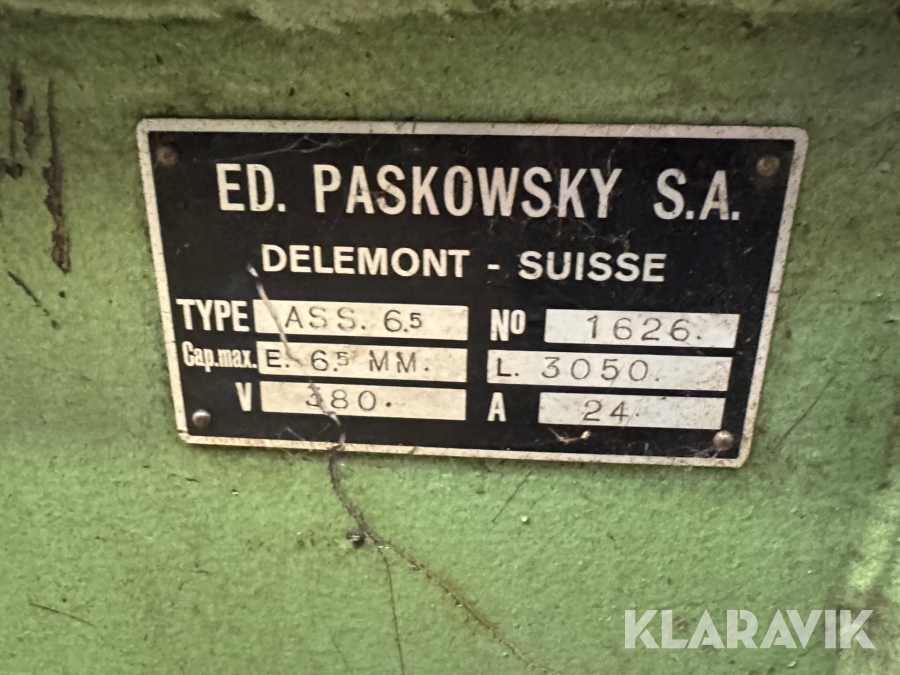 ED. PASKOWSKY S.A.
DELEMONT - SUISSE
TYPE ASS. 6.5 No 1626.
Cap.max. E. 6.5 MM. L. 3050.
V 380. A 24.
KLARAVIK